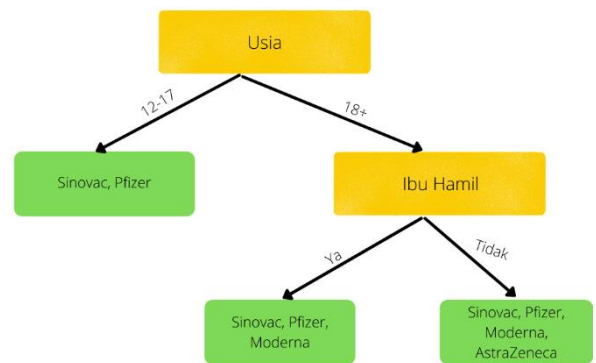 Usia
12-17
18+
Sinovac, Pfizer
Ibu Hamil
Ya
Tidak
Sinovac, Pfizer,
Moderna
Sinovac, Pfizer,
Moderna,
AstraZeneca